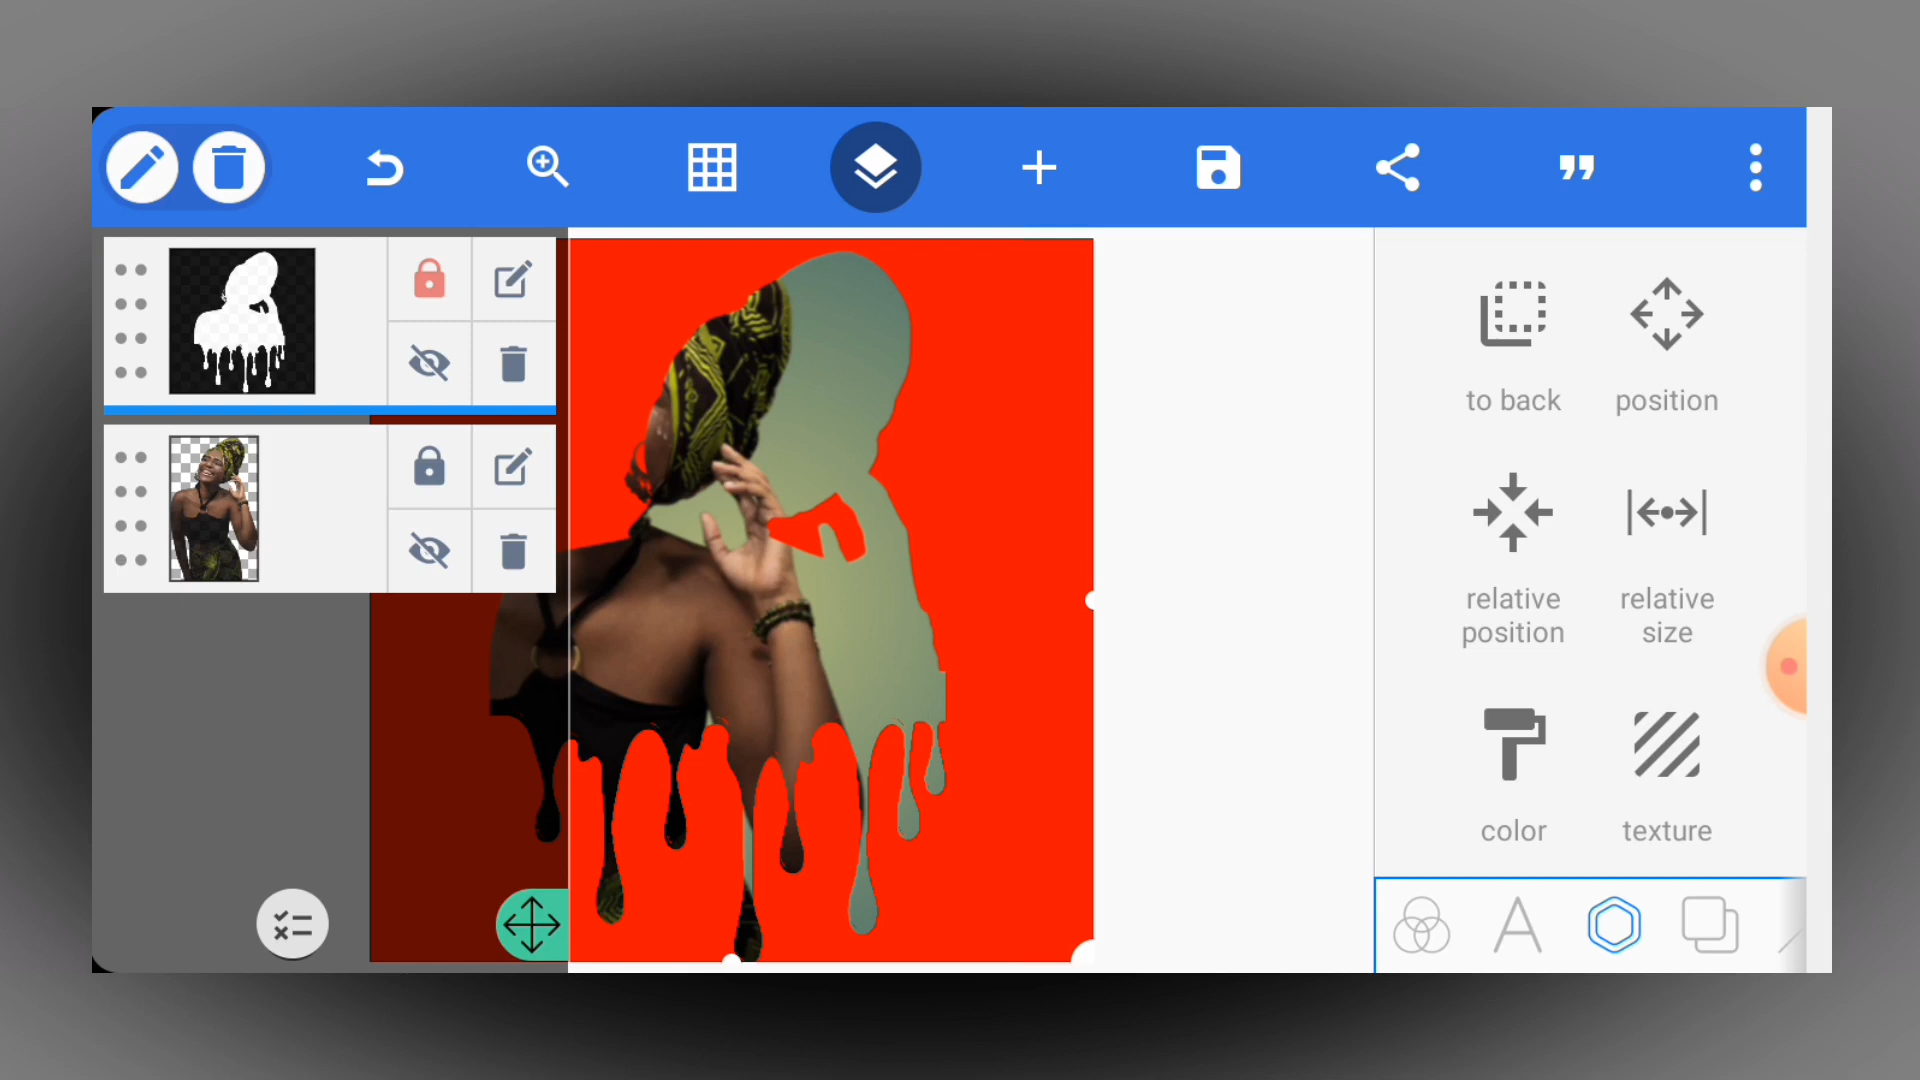 to back
position
relative
position
relative
size
color
texture